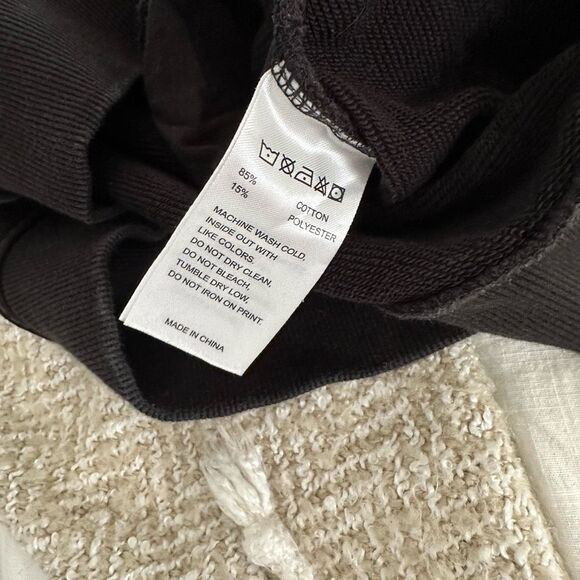 85% COTTON
15% POLYESTER
MACHINE WASH COLD.
INSIDE OUT WITH
LIKE COLORS.
DO NOT DRY CLEAN,
DO NOT BLEACH,
TUMBLE DRY LOW,
DO NOT IRON ON PRINT.
MADE IN CHINA